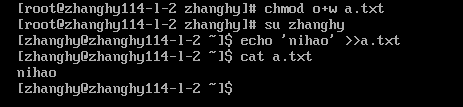 [root@zhanghy114-l-2 zhanghy]# chmod o+w a.txt
[root@zhanghy114-l-2 zhanghy]# su zhanghy
[zhanghy@zhanghy114-l-2 ~]$ echo 'nihao' >>a.txt
[zhanghy@zhanghy114-l-2 ~]$ cat a.txt
nihao
[zhanghy@zhanghy114-l-2 ~]$